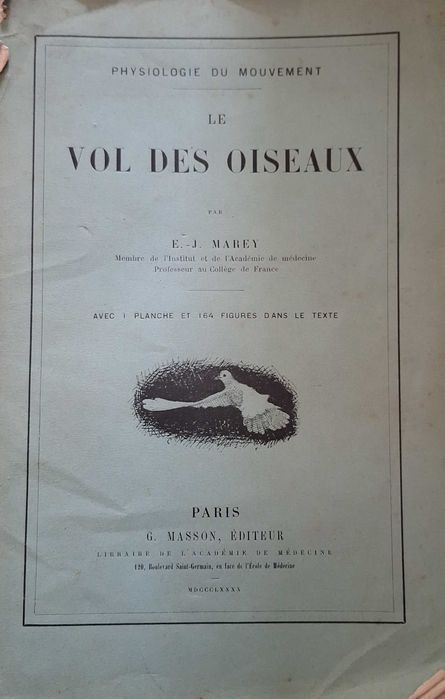 PHYSIOLOGIE DU MOUVEMENT
LE
VOL DES OISEAUX
PAR
E.-J. MAREY
Membre de l'Institut et de l'Académie de médecine
Professeur au Collège de France
AVEC 1 PLANCHE ET 164 FIGURES DANS LE TEXTE
PARIS
G. MASSON, ÉDITEUR
LIBRAIRE DE L'ACADÉMIE DE MÉDECINE
120, Boulevard Saint-Germain, en face de l'École de Médecine
MDCCCLXXXX